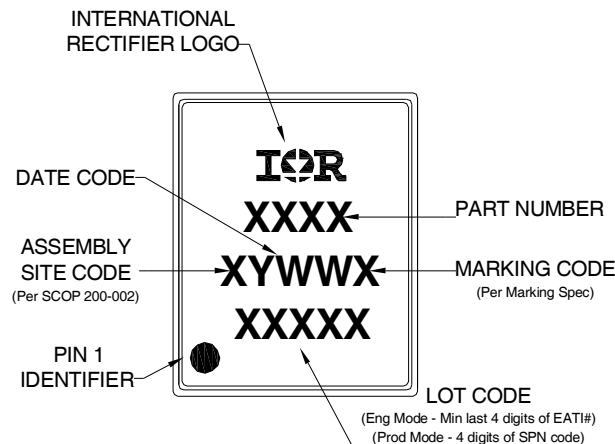 INTERNATIONAL
RECTIFIER LOGO
IOR
DATE CODE
XXXX
PART NUMBER
ASSEMBLY
SITE CODE
(Per SCOP 200-002)
XYWWX
MARKING CODE
(Per Marking Spec)
XXXXX
PIN 1
IDENTIFIER
LOT CODE
(Eng Mode - Min last 4 digits of EATI#)
(Prod Mode - 4 digits of SPN code)